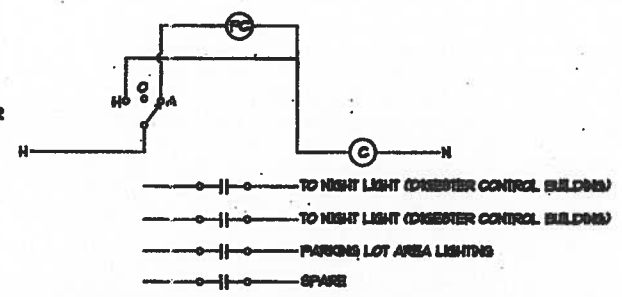 PC
O
H A
R
H C N
TO NIGHT LIGHT (DIGESTER CONTROL BUILDING)
TO NIGHT LIGHT (DIGESTER CONTROL BUILDING)
PARKING LOT AREA LIGHTING
SPARE